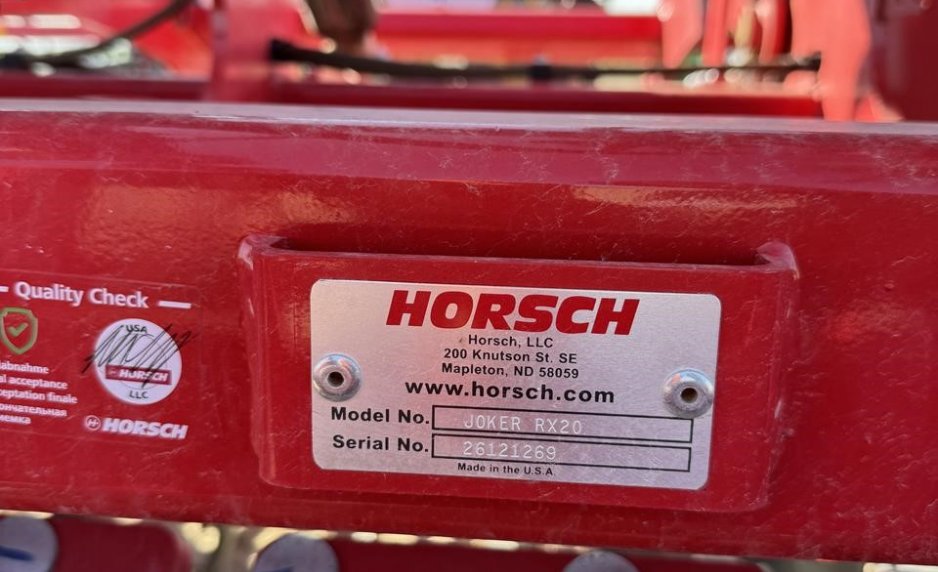 Quality Check
USA
HORSCH
LLC
acceptance
HORSCH
HORSCH
Horsch, LLC
200 Knutson St. SE
Mapleton, ND 58059
www.horsch.com
Model No. JOKER RX20
Serial No. 26121269
Made in the U.S.A.